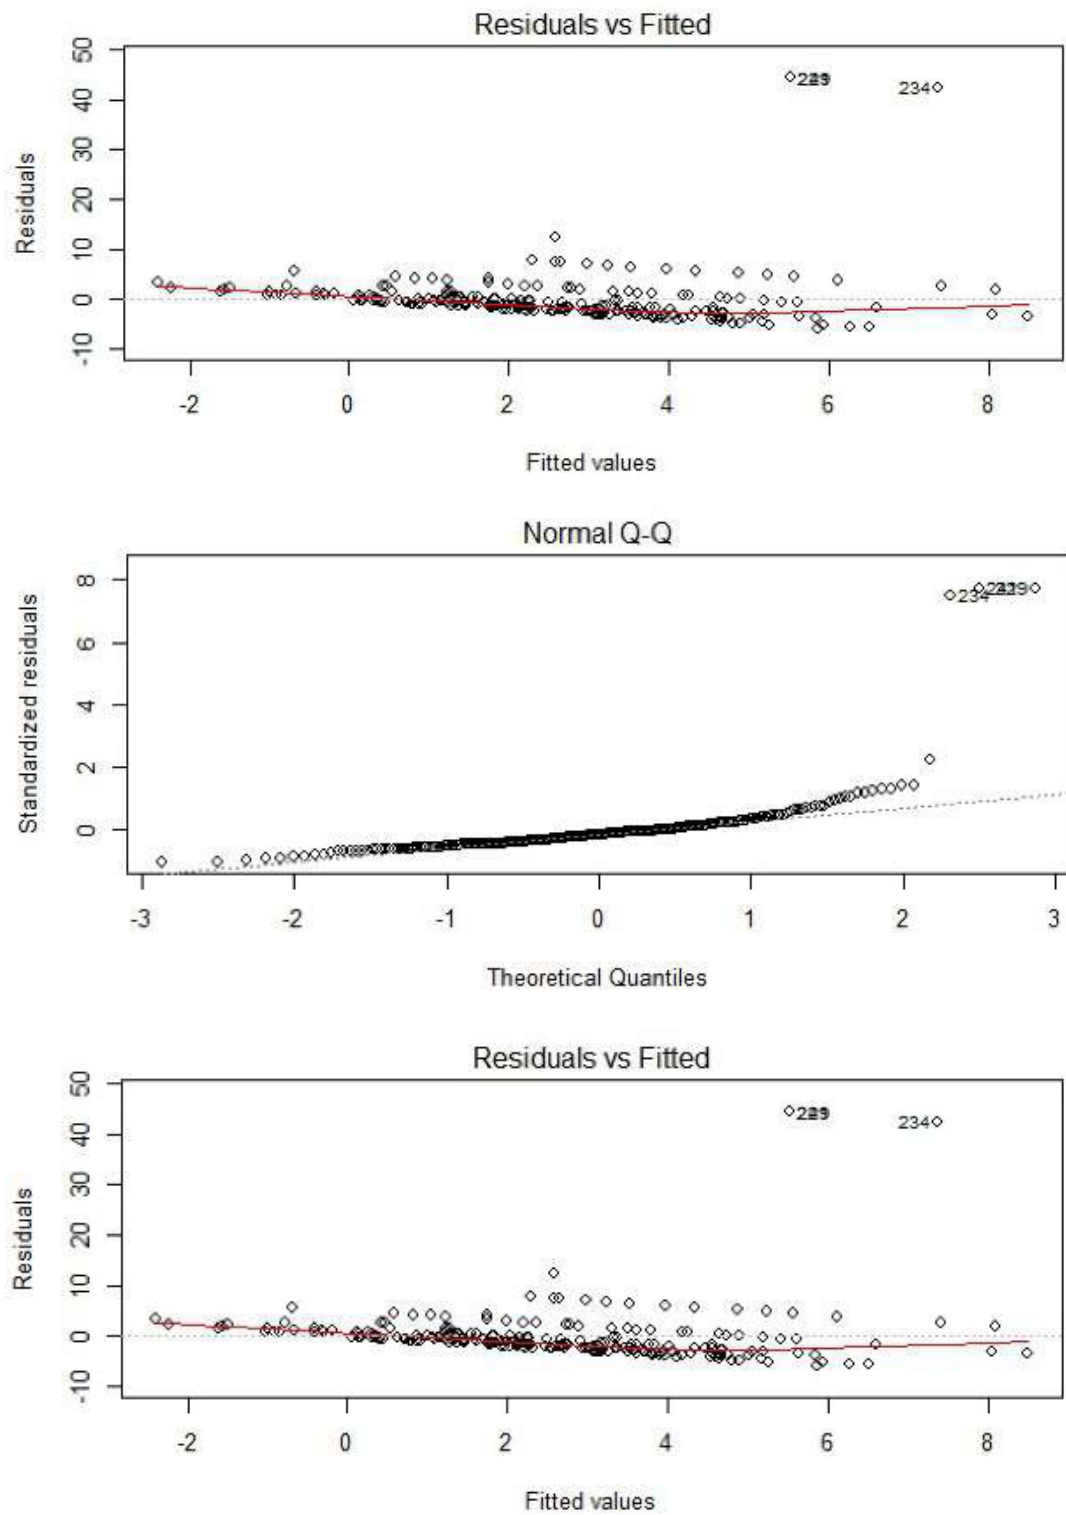 Residuals vs Fitted
50
40
30
20
10
0
-10
Residuals
234
-2 0 2 4 6 8
Fitted values
Normal Q-Q
8
6
4
2
0
Standardized residuals
234
-3 -2 -1 0 1 2 3
Theoretical Quantiles
Residuals vs Fitted
50
40
30
20
10
0
-10
Residuals
234
-2 0 2 4 6 8
Fitted values